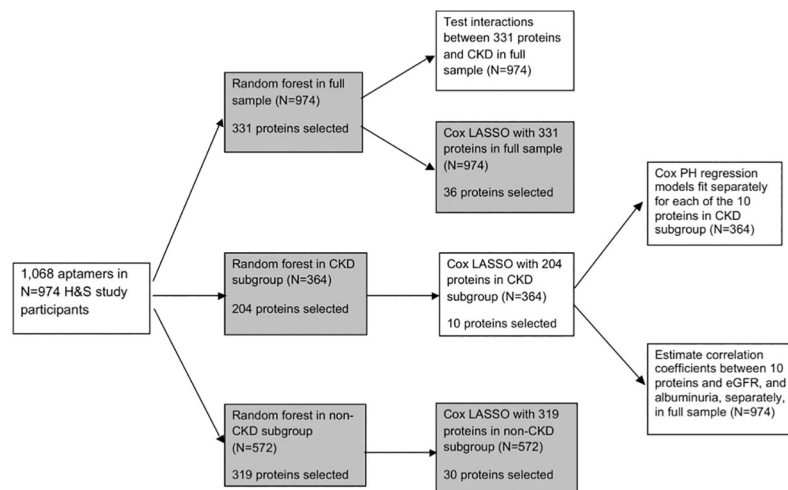 1,068 aptamers in
N=974 H&S study
participants
Random forest in full
sample (N=974)
331 proteins selected
Test interactions
between 331 proteins
and CKD in full
sample (N=974)
Cox LASSO with 331
proteins in full sample
(N=974)
36 proteins selected
Random forest in CKD
subgroup (N=364)
204 proteins selected
Cox LASSO with 204
proteins in CKD
subgroup (N=364)
10 proteins selected
Cox PH regression
models fit separately
for each of the 10
proteins in CKD
subgroup (N=364)
Estimate correlation
coefficients between 10
proteins and eGFR, and
albuminuria, separately,
in full sample (N=974)
Random forest in non-
CKD subgroup
(N=572)
319 proteins selected
Cox LASSO with 319
proteins in non-CKD
subgroup (N=572)
30 proteins selected